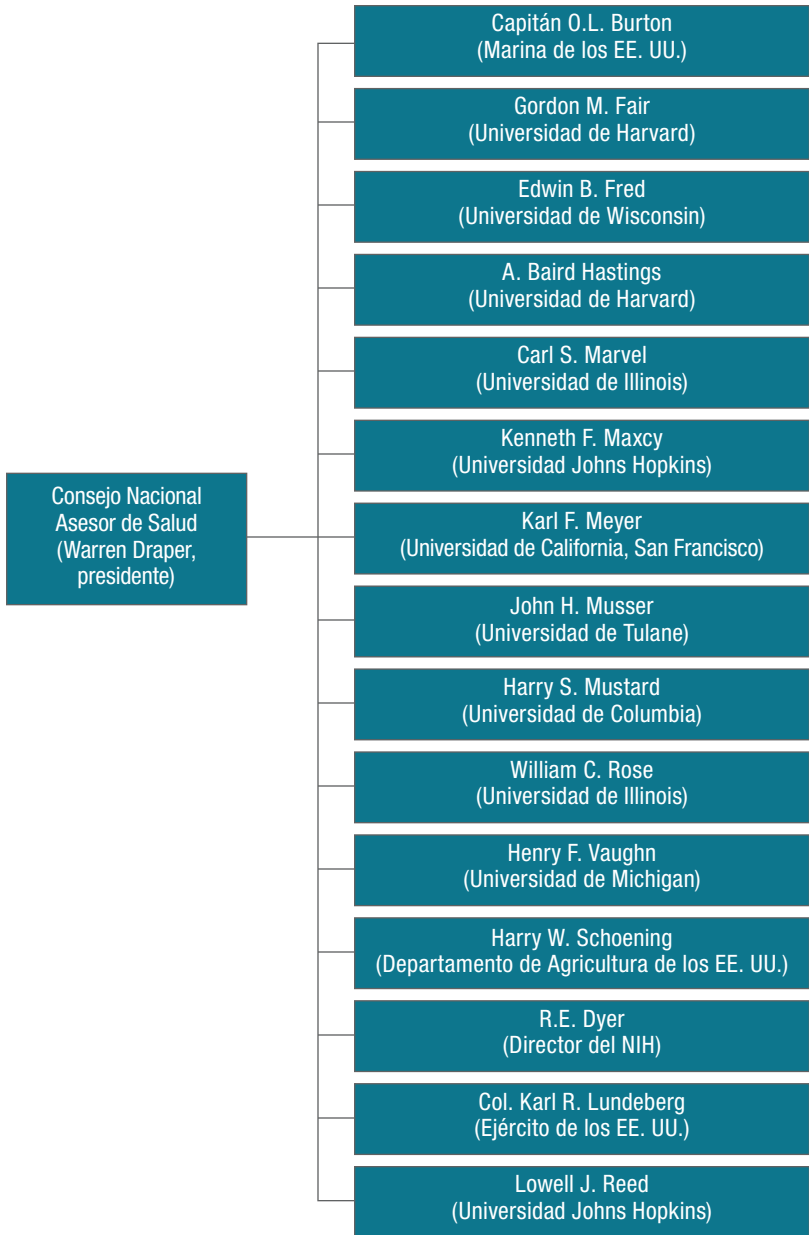 Consejo Nacional
Asesor de Salud
(Warren Draper,
presidente)
Capitán O.L. Burton
(Marina de los EE. UU.)
Gordon M. Fair
(Universidad de Harvard)
Edwin B. Fred
(Universidad de Wisconsin)
A. Baird Hastings
(Universidad de Harvard)
Carl S. Marvel
(Universidad de Illinois)
Kenneth F. Maxcy
(Universidad Johns Hopkins)
Karl F. Meyer
(Universidad de California, San Francisco)
John H. Musser
(Universidad de Tulane)
Harry S. Mustard
(Universidad de Columbia)
William C. Rose
(Universidad de Illinois)
Henry F. Vaughn
(Universidad de Michigan)
Harry W. Schoening
(Departamento de Agricultura de los EE. UU.)
R.E. Dyer
(Director del NIH)
Col. Karl R. Lundeberg
(Ejército de los EE. UU.)
Lowell J. Reed
(Universidad Johns Hopkins)